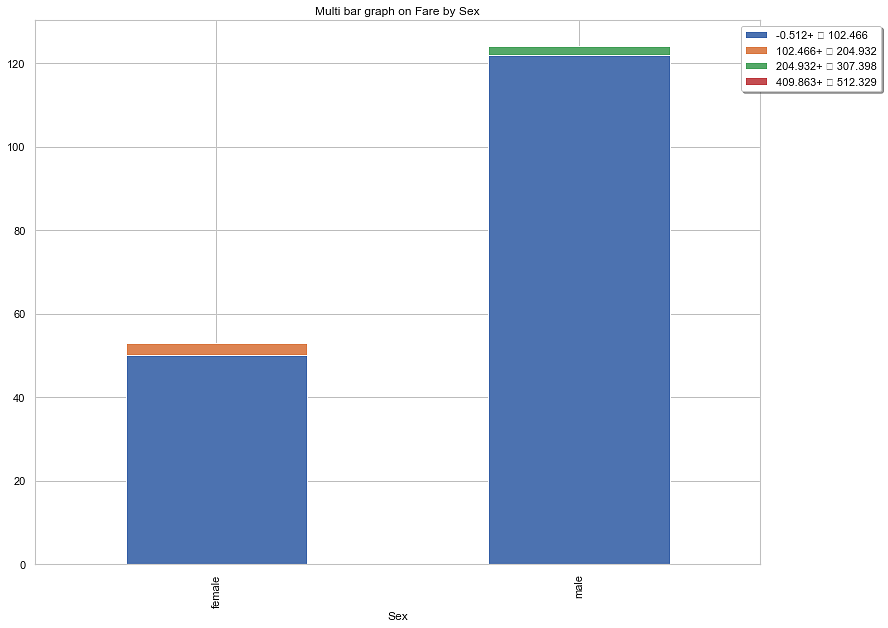 Multi bar graph on Fare by Sex
-0.512+ ▯ 102.466
102.466+ ▯ 204.932
204.932+ ▯ 307.398
409.863+ ▯ 512.329
120
100
80
60
40
20
0
female
male
Sex